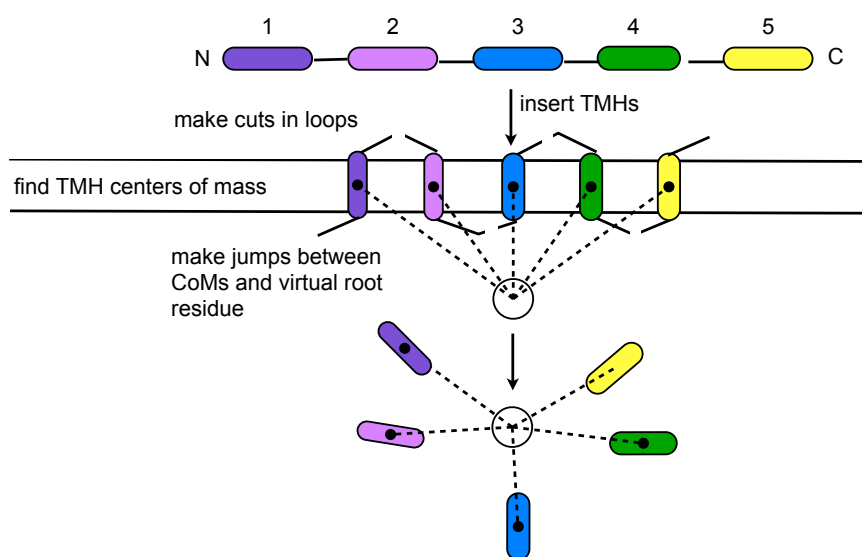 1 2 3 4 5
N C
insert TMHs
make cuts in loops
find TMH centers of mass
make jumps between
CoMs and virtual root
residue